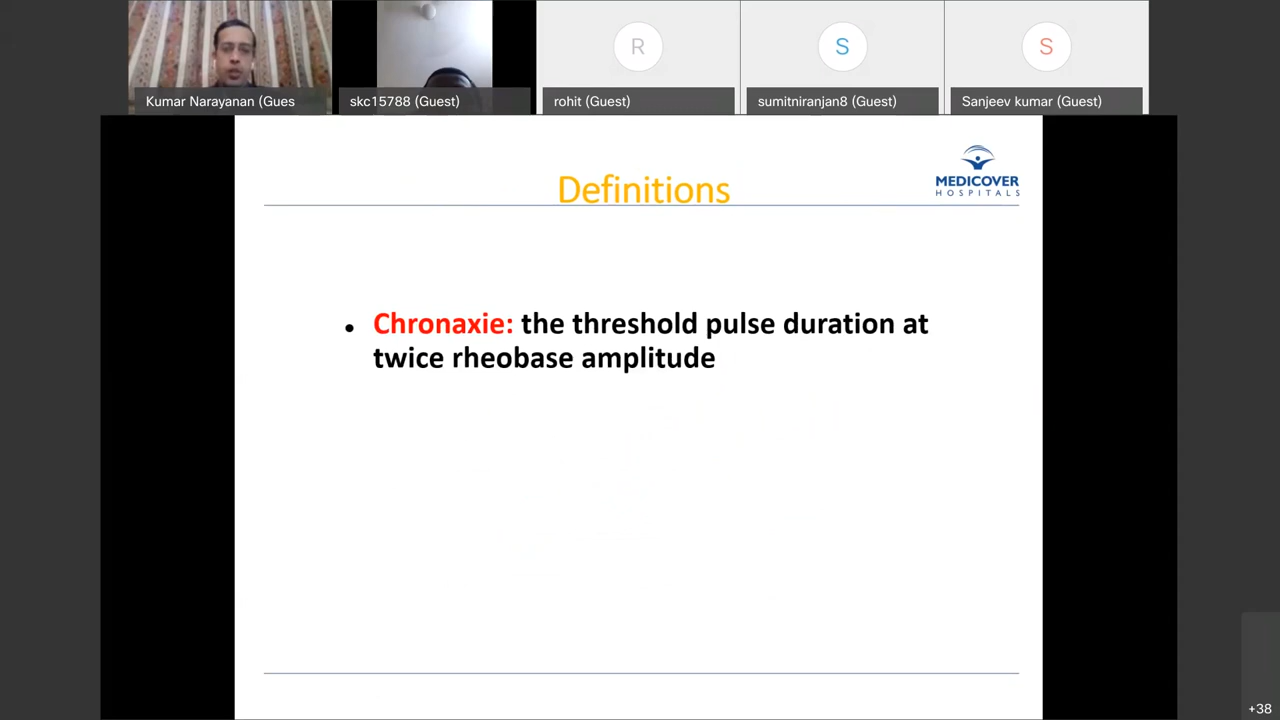 Kumar Narayanan (Gues
skc15788 (Guest)
R
rohit (Guest)
S
sumitniranjan8 (Guest)
S
Sanjeev kumar (Guest)
Definitions
MEDICOVER
HOSPITALS
• Chronaxie: the threshold pulse duration at
twice rheobase amplitude
+38